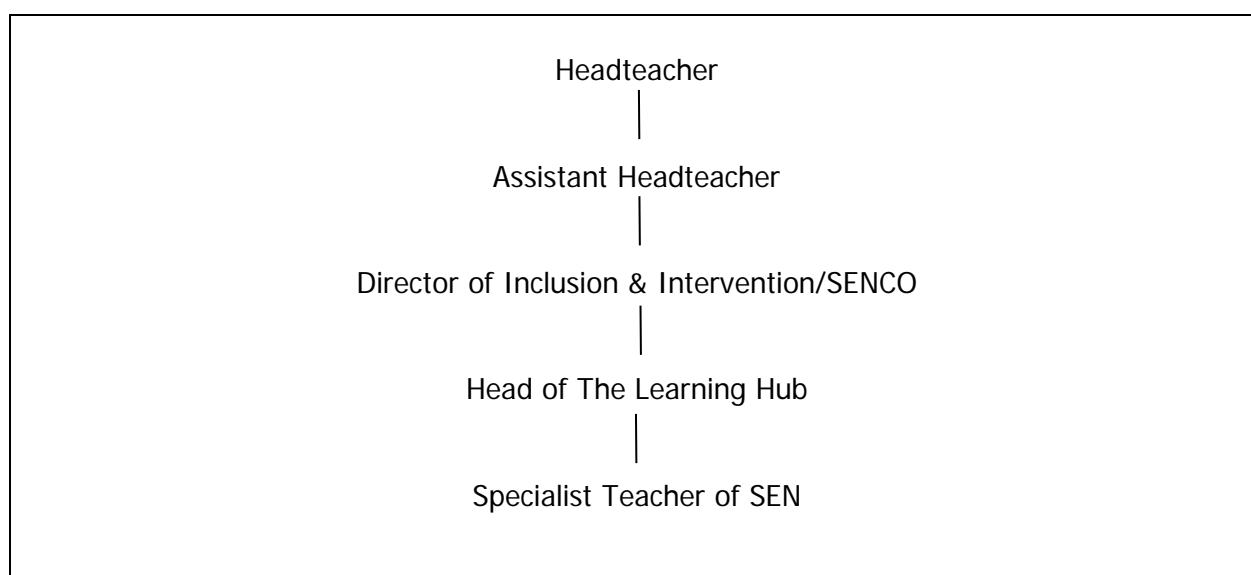 Headteacher
Assistant Headteacher
Director of Inclusion & Intervention/SENCO
Head of The Learning Hub
Specialist Teacher of SEN